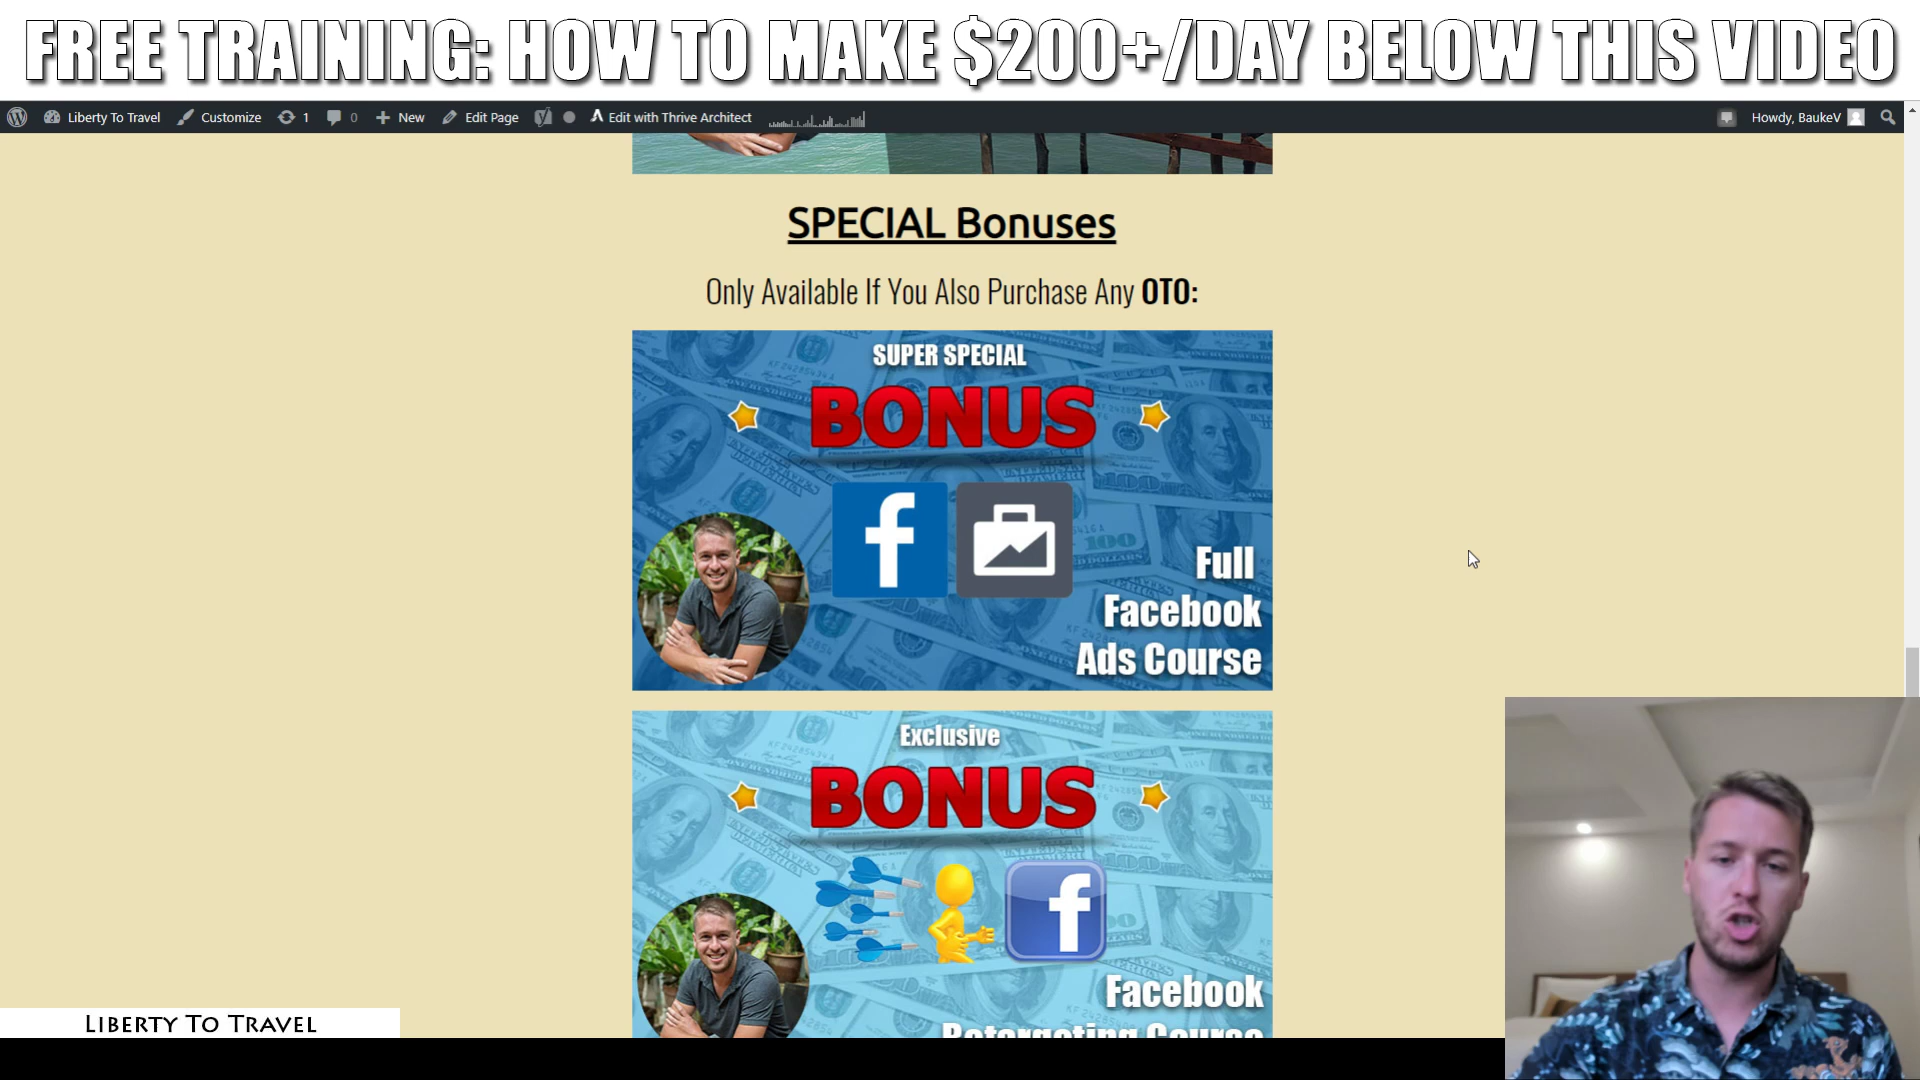 FREE TRAINING: HOW TO MAKE $200+/DAY BELOW THIS VIDEO
Liberty To Travel Customize 1 0 New Edit Page Edit with Thrive Architect Howdy, BaukeV
SPECIAL Bonuses
Only Available If You Also Purchase Any OTO:
SUPER SPECIAL
BONUS
Full
Facebook
Ads Course
Exclusive
BONUS
Facebook
Retargeting Course
LIBERTY TO TRAVEL